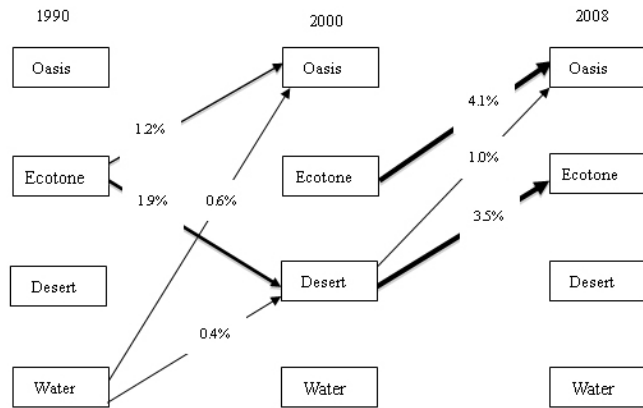 1990
2000
2008
Oasis
Oasis
Oasis
4.1%
1.2%
1.0%
Ecotone
Ecotone
Ecotone
1.9%
0.6%
3.5%
Desert
Desert
Desert
0.4%
Water
Water
Water